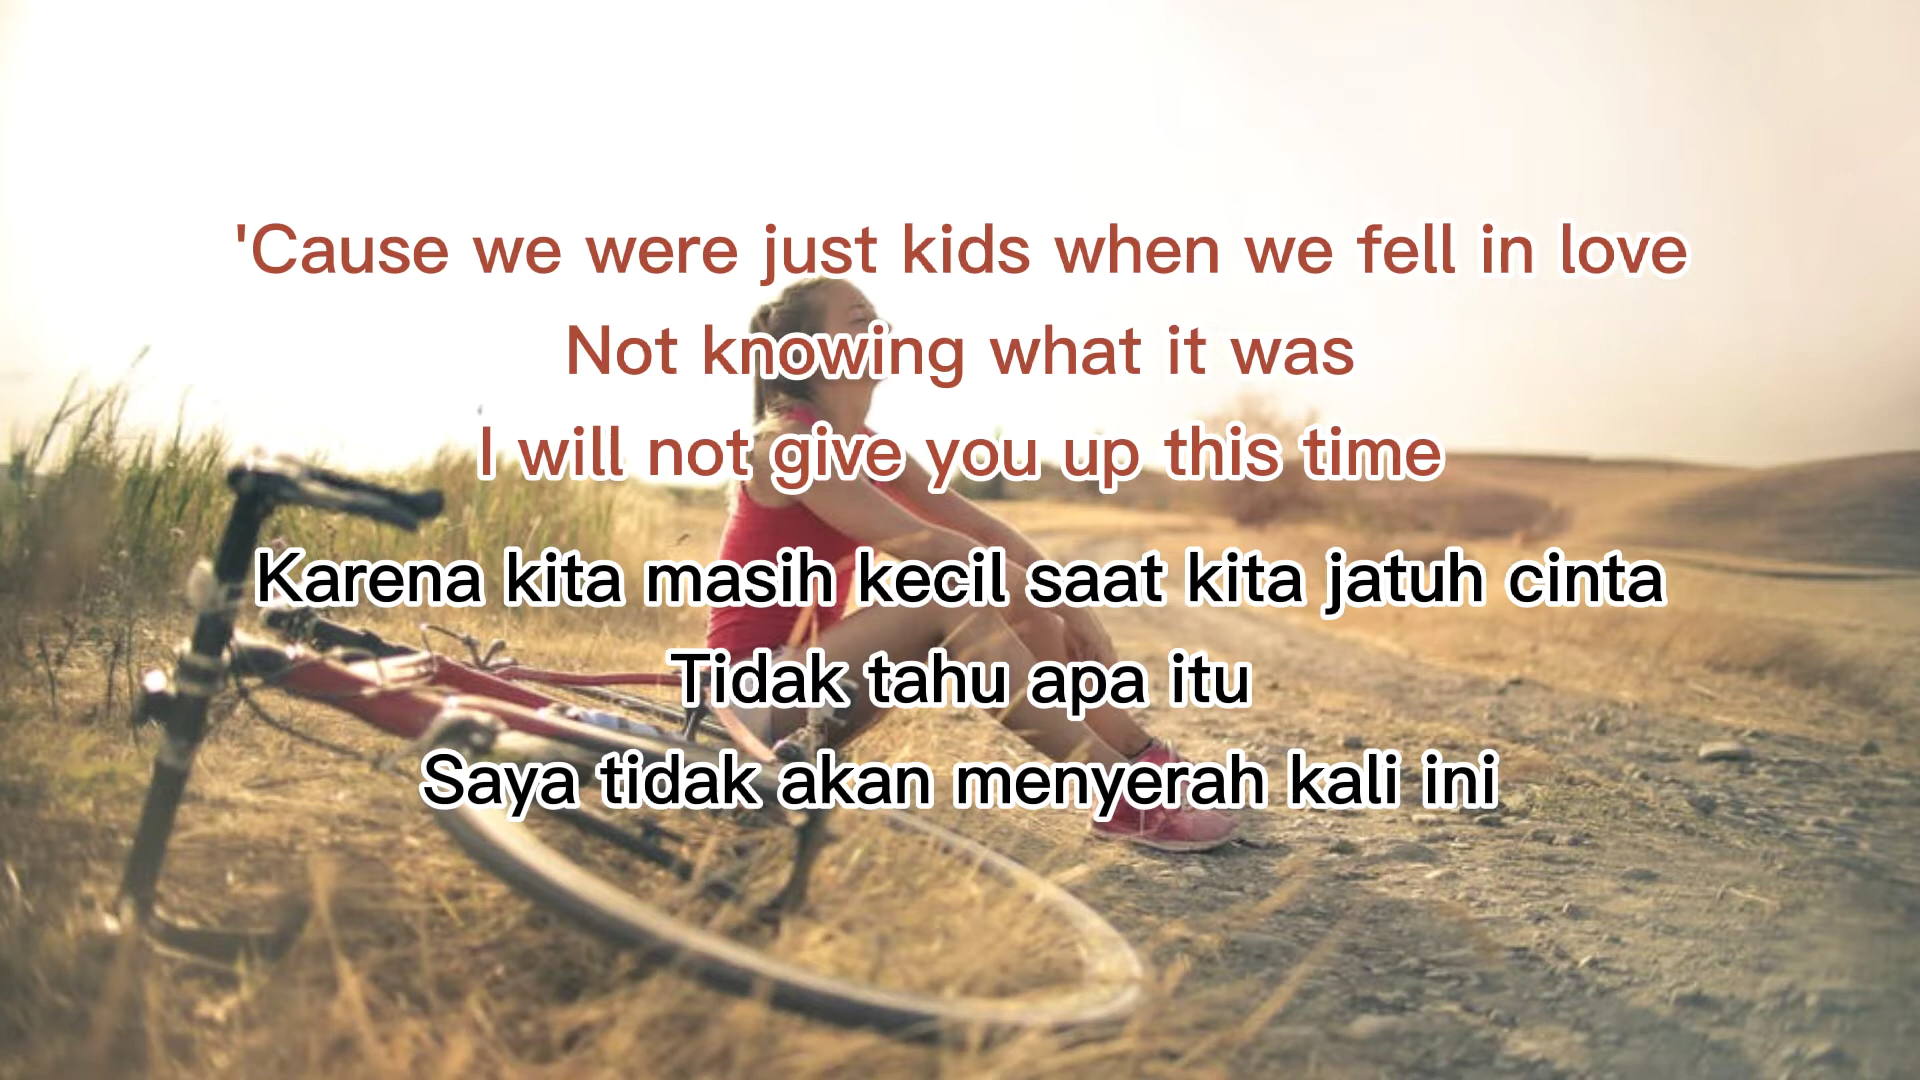 'Cause we were just kids when we fell in love
Not knowing what it was
I will not give you up this time
Karena kita masih kecil saat kita jatuh cinta
Tidak tahu apa itu
Saya tidak akan menyerah kali ini